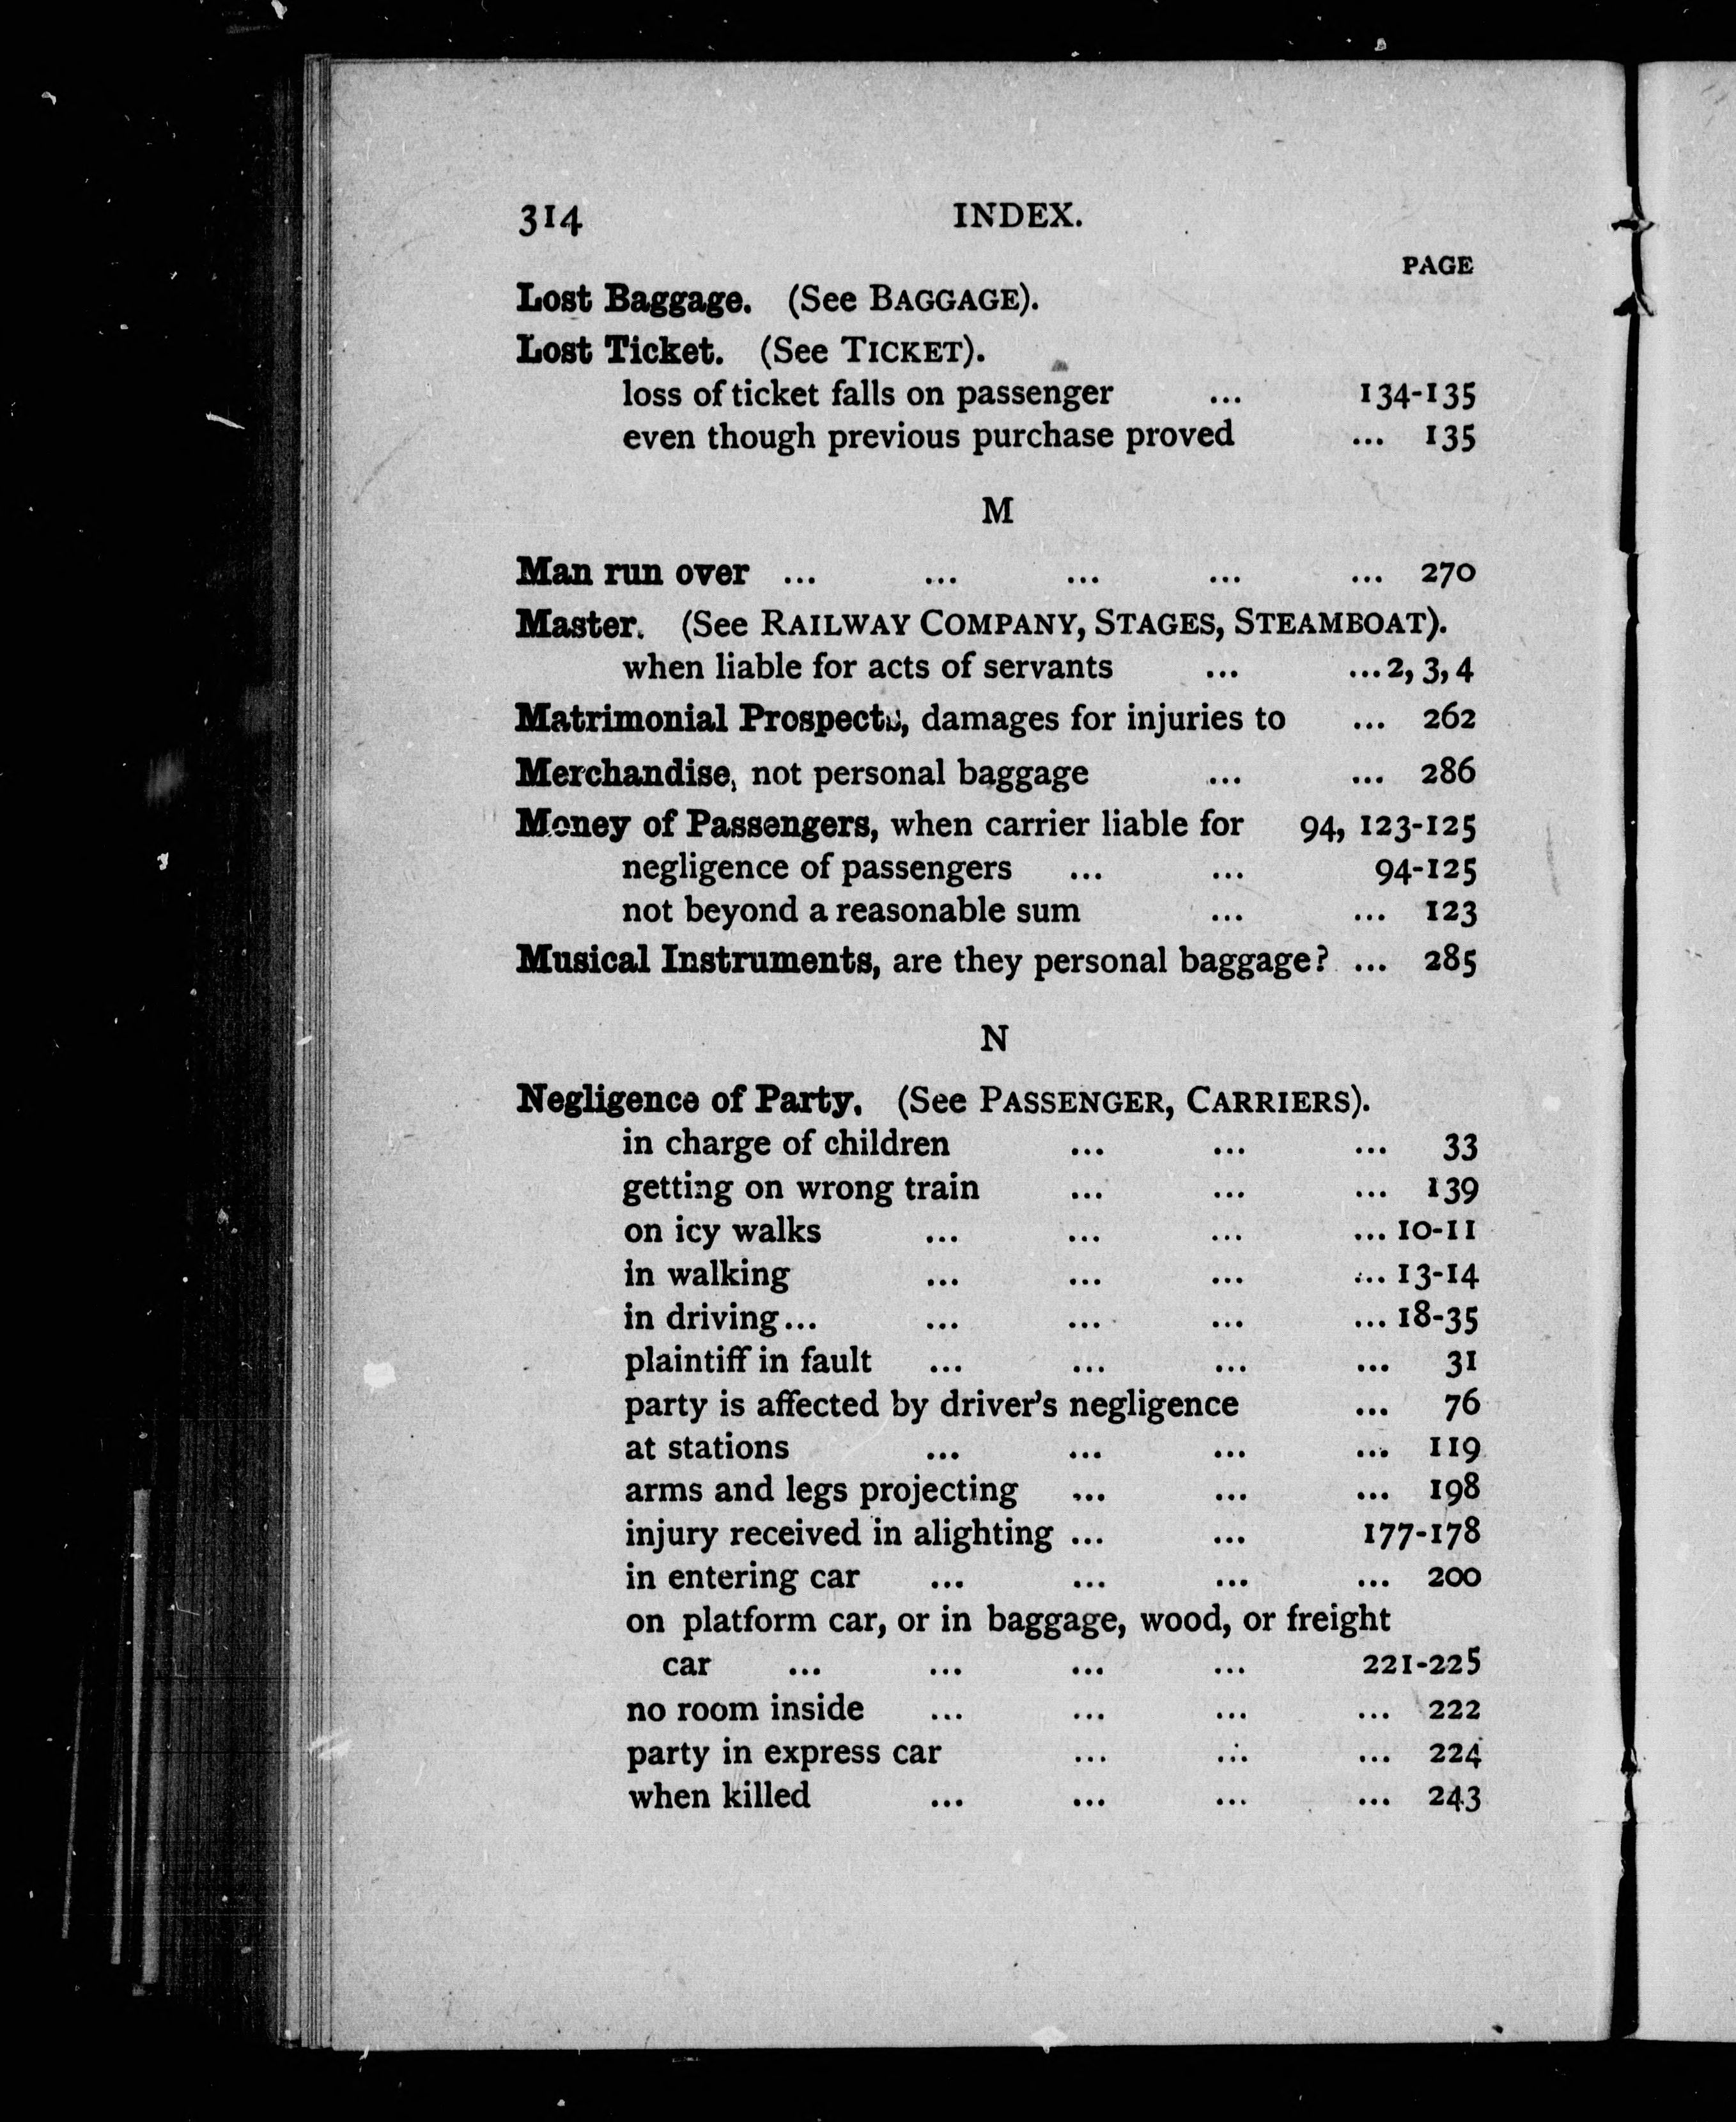 314 INDEX.
PAGE
Lost Baggage. (See BAGGAGE).
Lost Ticket. (See TICKET).
loss of ticket falls on passenger ... 134-135
even though previous purchase proved ... 135
M
Man run over ... ... ... ... ... 270
Master. (See RAILWAY COMPANY, STAGES, STEAMBOAT).
when liable for acts of servants ... ...2, 3, 4
Matrimonial Prospects, damages for injuries to ... 262
Merchandise, not personal baggage ... ... 286
Money of Passengers, when carrier liable for 94, 123-125
negligence of passengers ... ... 94-125
not beyond a reasonable sum ... ... 123
Musical Instruments, are they personal baggage? ... 285
N
Negligence of Party. (See PASSENGER, CARRIERS).
in charge of children ... ... ... 33
getting on wrong train ... ... ... 139
on icy walks ... ... ... ... 10-11
in walking ... ... ... ... 13-14
in driving... ... ... ... ... 18-35
plaintiff in fault ... ... ... ... 31
party is affected by driver's negligence ... 76
at stations ... ... ... ... 119
arms and legs projecting ... ... ... 198
injury received in alighting ... ... 177-178
in entering car ... ... ... ... 200
on platform car, or in baggage, wood, or freight
car ... ... ... ... 221-225
no room inside ... ... ... ... 222
party in express car ... ... ... 224
when killed ... ... ... ... 243